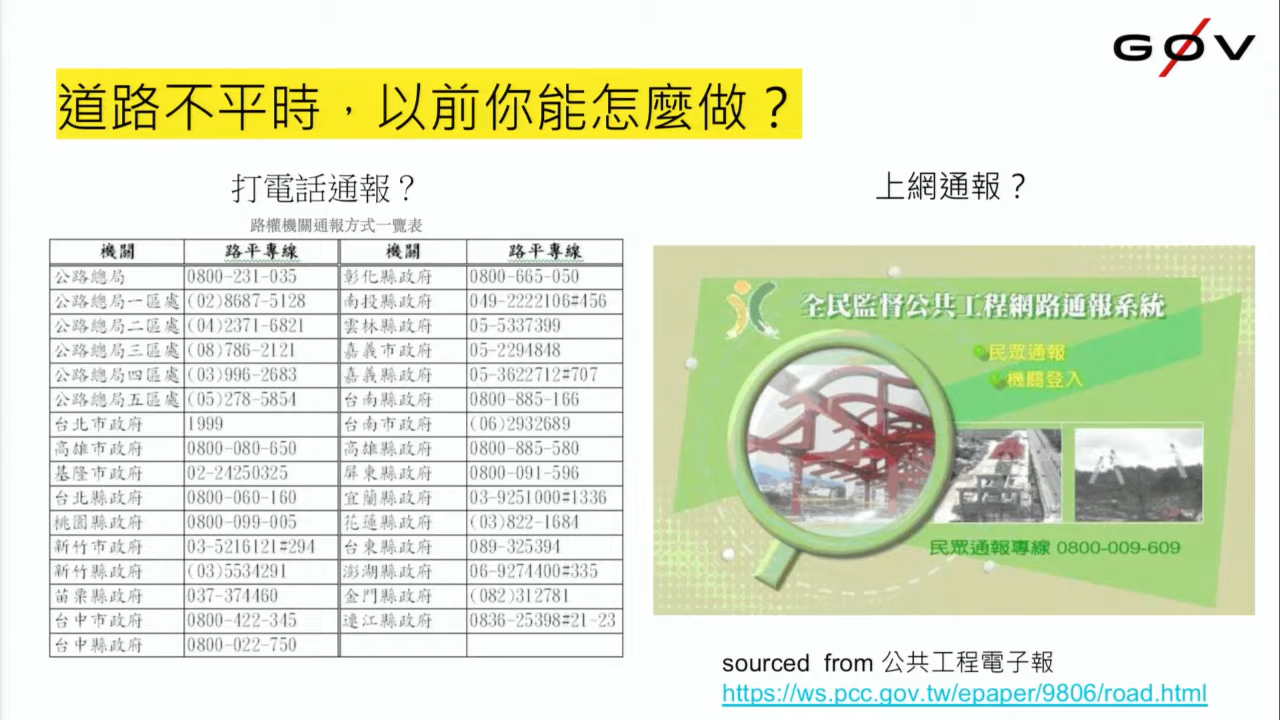 GØV
道路不平時，以前你能怎麼做？
打電話通報？
路權機關通報方式一覽表
機關 路平專線 機關 路平專線
公路總局 0800-231-035 彰化縣政府 0800-665-050
公路總局一區處 (02)8687-5128 南投縣政府 049-2222106#456
公路總局二區處 (04)2371-6821 雲林縣政府 05-5337399
公路總局三區處 (08)786-2121 嘉義市政府 05-2294848
公路總局四區處 (03)996-2683 嘉義縣政府 05-3622712#707
公路總局五區處 (05)278-5854 台南縣政府 0800-885-166
台北市政府 1999 台南市政府 (06)2932689
高雄市政府 0800-080-650 高雄縣政府 0800-885-580
基隆市政府 02-24250325 屏東縣政府 0800-091-596
台北縣政府 0800-060-160 宜蘭縣政府 03-9251000#1336
桃園縣政府 0800-099-005 花蓮縣政府 (03)822-1684
新竹市政府 03-5216121#294 台東縣政府 089-325394
新竹縣政府 (03)5534291 澎湖縣政府 06-9274400#335
苗栗縣政府 037-374460 金門縣政府 (082)312781
台中市政府 0800-422-345 連江縣政府 0836-25398#21-23
台中縣政府 0800-022-750
上網通報？
全民監督公共工程網路通報系統
民眾通報
機關登入
民眾通報專線 0800-009-609
sourced from 公共工程電子報
https://ws.pcc.gov.tw/epaper/9806/road.html